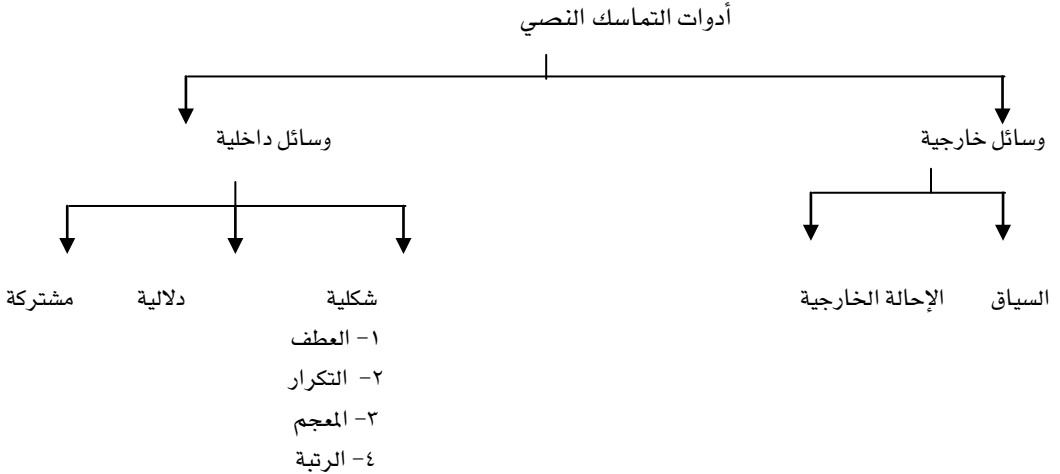 أدوات التماسك النصي
وسائل خارجية
وسائل داخلية
السياق
الإحالة الخارجية
شكلية
دلالية
مشتركة
١- العطف
٢- التكرار
٣- المعجم
٤- الرتبة